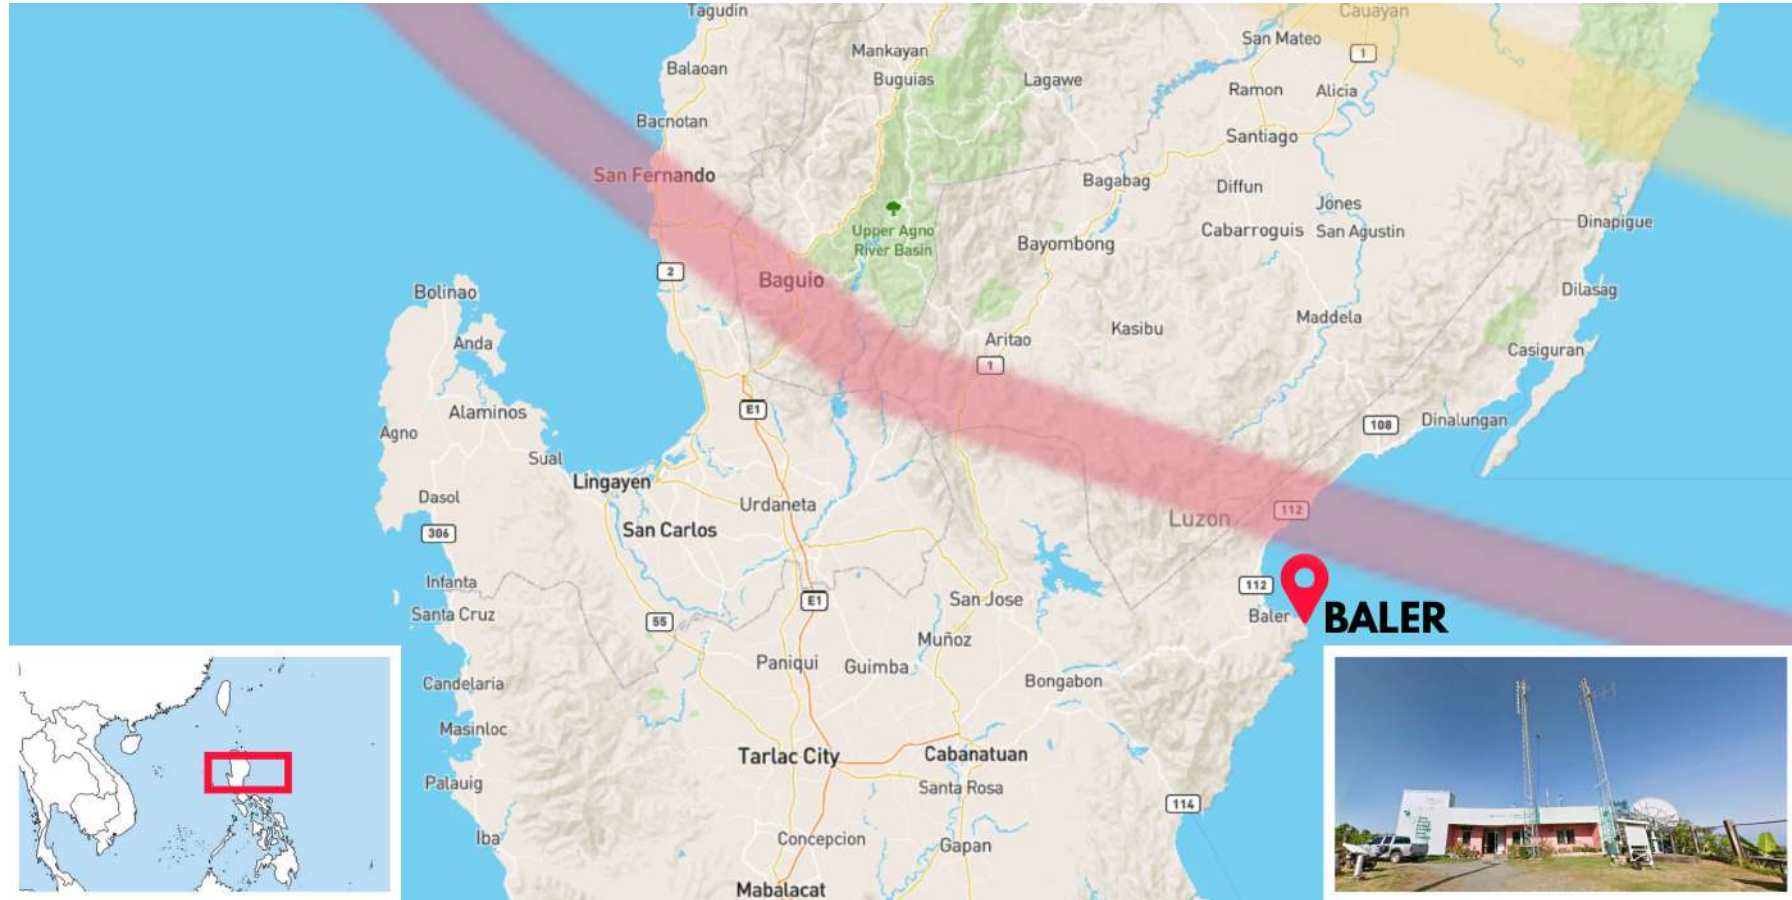 Tagudin
Cauayan
Mankayan
San Mateo
1
Balaoan
Buguias
Lagawe
Ramon
Alicia
Bacnotan
Santiago
San Fernando
Bagabag
Diffun
Jones
Upper Agno
River Basin
Bayombong
Cabarroguis
San Agustin
Dinapigue
2
Baguio
Bolinao
Dilasag
Anda
Aritao
Kasibu
Maddela
Casiguran
1
Alaminos
E1
Agno
108
Dinalungan
Sual
Lingayen
Dasol
Urdaneta
San Carlos
Luzon
112
306
Infanta
Santa Cruz
E1
San Jose
112
55
Muñoz
Baler
BALER
Paniqui
Guimba
Bongabon
Candelaria
Masinloc
Tarlac City
Cabanatuan
Palauig
Santa Rosa
114
Iba
Concepcion
Gapan
Mabalacat